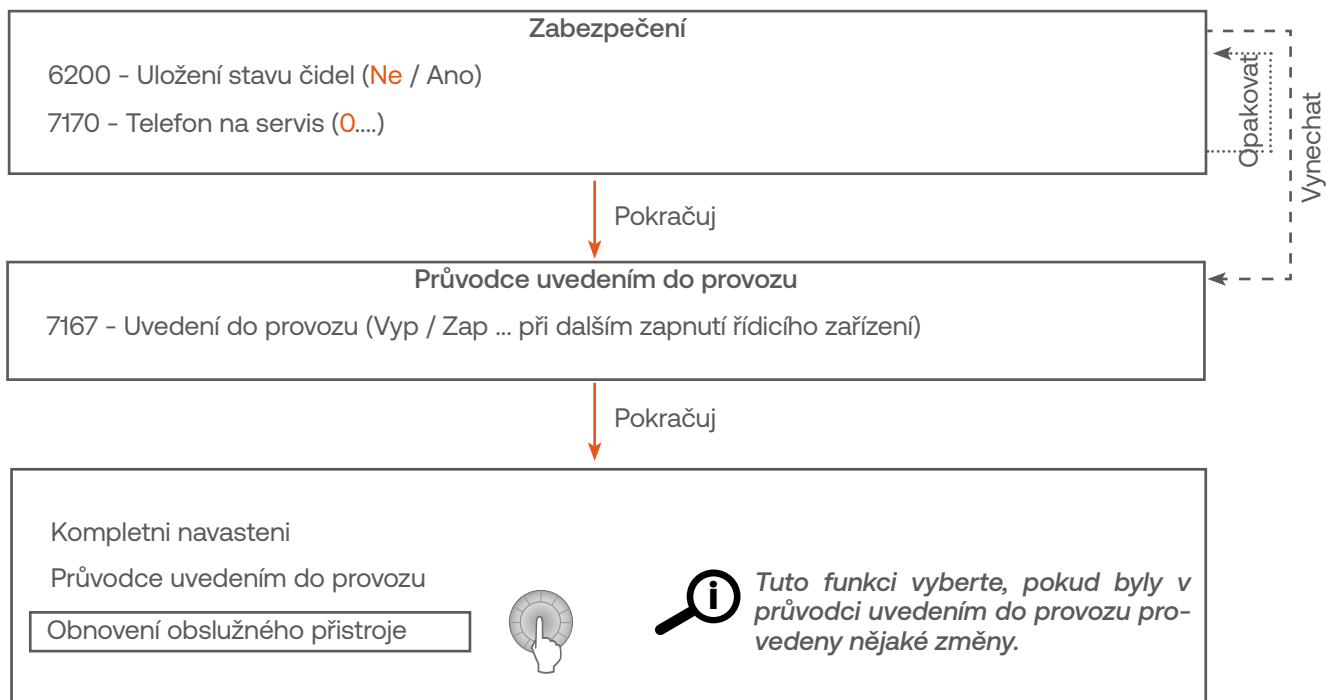 Zabezpečení
6200 - Uložení stavu čidel (Ne / Ano)
7170 - Telefon na servis (0....)
Opakovat
Vynechat
Pokračuj
Průvodce uvedením do provozu
7167 - Uvedení do provozu (Vyp / Zap ... při dalším zapnutí řídicího zařízení)
Pokračuj
Kompletni navasteni
Průvodce uvedením do provozu
Obnovení obslužného přistroje
i
Tuto funkci vyberte, pokud byly v
průvodci uvedením do provozu pro-
vedeny nějaké změny.